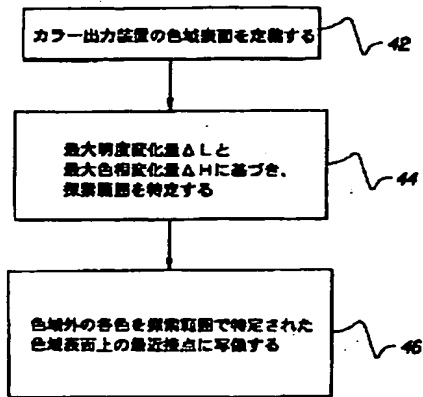 カラー出力装置の色域表面を定義する
42
最大明度変化量ΔLと
最大色相変化量ΔHに基づき、
探索範囲を特定する
44
色域外の各色を探索範囲で特定された
色域表面上の最近接点に写像する
46